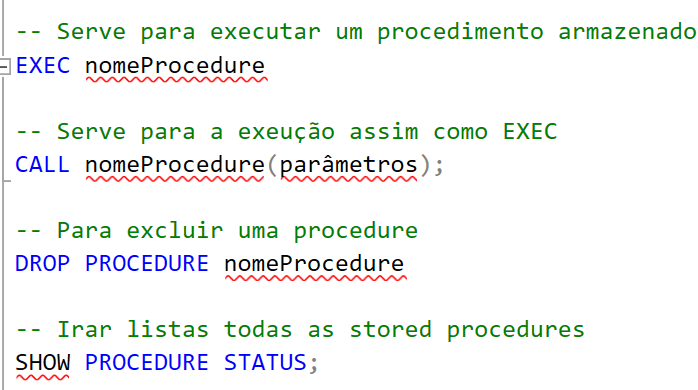 -- Serve para executar um procedimento armazenado
EXEC nomeProcedure
-- Serve para a exeução assim como EXEC
CALL nomeProcedure(parâmetros);
-- Para excluir uma procedure
DROP PROCEDURE nomeProcedure
-- Irar listas todas as stored procedures
SHOW PROCEDURE STATUS;